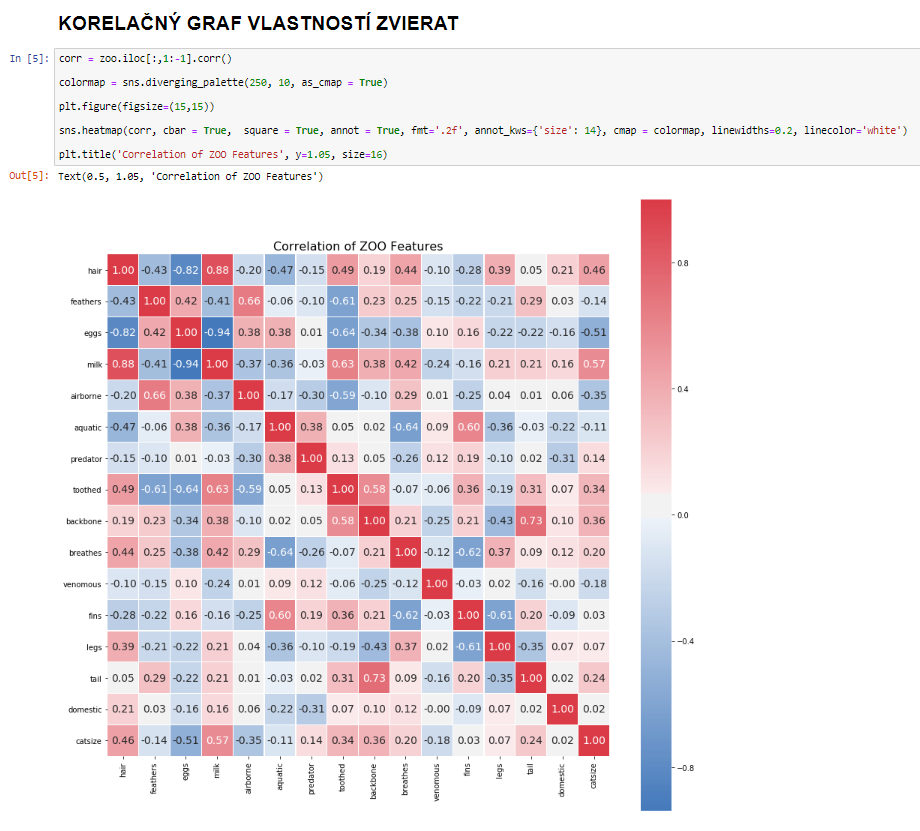 KORELAČNÝ GRAF VLASTNOSTÍ ZVIERAT
In [5]: corr = zoo.iloc[:,1:-1].corr()
colormap = sns.diverging_palette(250, 10, as_cmap = True)
plt.figure(figsize=(15,15))
sns.heatmap(corr, cbar = True,  square = True, annot = True, fmt='.2f', annot_kws={'size': 14}, cmap = colormap, linewidths=0.2, linecolor='white')
plt.title('Correlation of ZOO Features', y=1.05, size=16)
Out[5]: Text(0.5, 1.05, 'Correlation of ZOO Features')
Correlation of ZOO Features
hair 1.00 -0.43 -0.82 0.88 -0.20 -0.47 -0.15 0.49 0.19 0.44 -0.10 -0.28 0.39 0.05 0.21 0.46
feathers -0.43 1.00 0.42 -0.41 0.66 -0.06 -0.10 -0.61 0.23 0.25 -0.15 -0.22 -0.21 0.29 0.03 -0.14
eggs -0.82 0.42 1.00 -0.94 0.38 0.38 0.01 -0.64 -0.34 -0.38 0.10 0.16 -0.22 -0.22 -0.16 -0.51
milk 0.88 -0.41 -0.94 1.00 -0.37 -0.36 -0.03 0.63 0.38 0.42 -0.24 -0.16 0.21 0.21 0.16 0.57
airborne -0.20 0.66 0.38 -0.37 1.00 -0.17 -0.30 -0.59 -0.10 0.29 0.01 -0.25 0.04 0.01 0.06 -0.35
aquatic -0.47 -0.06 0.38 -0.36 -0.17 1.00 0.38 0.05 0.02 -0.64 0.09 0.60 -0.36 -0.03 -0.22 -0.11
predator -0.15 -0.10 0.01 -0.03 -0.30 0.38 1.00 0.13 0.05 -0.26 0.12 0.19 -0.10 0.02 -0.31 0.14
toothed 0.49 -0.61 -0.64 0.63 -0.59 0.05 0.13 1.00 0.58 -0.07 -0.06 0.36 -0.19 0.31 0.07 0.34
backbone 0.19 0.23 -0.34 0.38 -0.10 0.02 0.05 0.58 1.00 0.21 -0.25 0.21 -0.43 0.73 0.10 0.36
breathes 0.44 0.25 -0.38 0.42 0.29 -0.64 -0.26 -0.07 0.21 1.00 -0.12 -0.62 0.37 0.09 0.12 0.20
venomous -0.10 -0.15 0.10 -0.24 0.01 0.09 0.12 -0.06 -0.25 -0.12 1.00 -0.03 0.02 -0.16 -0.00 -0.18
fins -0.28 -0.22 0.16 -0.16 -0.25 0.60 0.19 0.36 0.21 -0.62 -0.03 1.00 -0.61 0.20 -0.09 0.03
legs 0.39 -0.21 -0.22 0.21 0.04 -0.36 -0.10 -0.19 -0.43 0.37 0.02 -0.61 1.00 -0.35 0.07 0.07
tail 0.05 0.29 -0.22 0.21 0.01 -0.03 0.02 0.31 0.73 0.09 -0.16 0.20 -0.35 1.00 0.02 0.24
domestic 0.21 0.03 -0.16 0.16 0.06 -0.22 -0.31 0.07 0.10 0.12 -0.00 -0.09 0.07 0.02 1.00 0.02
catsize 0.46 -0.14 -0.51 0.57 -0.35 -0.11 0.14 0.34 0.36 0.20 -0.18 0.03 0.07 0.24 0.02 1.00
hair feathers eggs milk airborne aquatic predator toothed backbone breathes venomous fins legs tail domestic catsize
0.8
0.4
0.0
-0.4
-0.8